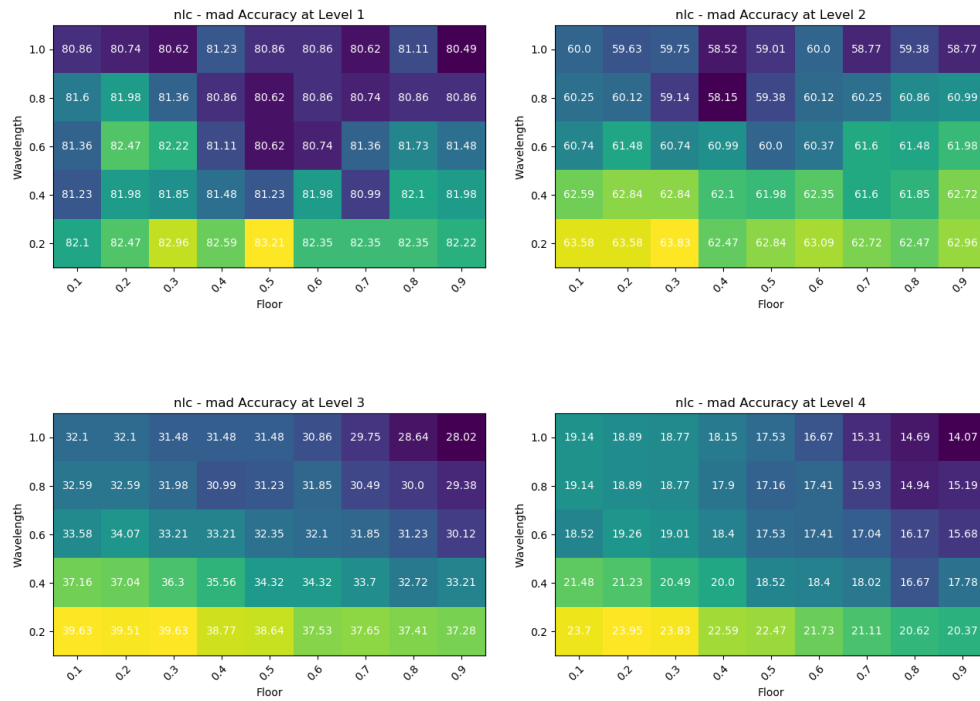 nlc - mad Accuracy at Level 1
Wavelength
1.0 80.86 80.74 80.62 81.23 80.86 80.86 80.62 81.11 80.49
0.8 81.6 81.98 81.36 80.86 80.62 80.86 80.74 80.86 80.86
0.6 81.36 82.47 82.22 81.11 80.62 80.74 81.36 81.73 81.48
0.4 81.23 81.98 81.85 81.48 81.23 81.98 80.99 82.1 81.98
0.2 82.1 82.47 82.96 82.59 83.21 82.35 82.35 82.35 82.22
0.1 0.2 0.3 0.4 0.5 0.6 0.7 0.8 0.9
Floor
nlc - mad Accuracy at Level 2
Wavelength
1.0 60.0 59.63 59.75 58.52 59.01 60.0 58.77 59.38 58.77
0.8 60.25 60.12 59.14 58.15 59.38 60.12 60.25 60.86 60.99
0.6 60.74 61.48 60.74 60.99 60.0 60.37 61.6 61.48 61.98
0.4 62.59 62.84 62.84 62.1 61.98 62.35 61.6 61.85 62.72
0.2 63.58 63.58 63.83 62.47 62.84 63.09 62.72 62.47 62.96
0.1 0.2 0.3 0.4 0.5 0.6 0.7 0.8 0.9
Floor
nlc - mad Accuracy at Level 3
Wavelength
1.0 32.1 32.1 31.48 31.48 31.48 30.86 29.75 28.64 28.02
0.8 32.59 32.59 31.98 30.99 31.23 31.85 30.49 30.0 29.38
0.6 33.58 34.07 33.21 33.21 32.35 32.1 31.85 31.23 30.12
0.4 37.16 37.04 36.3 35.56 34.32 34.32 33.7 32.72 33.21
0.2 39.63 39.51 39.63 38.77 38.64 37.53 37.65 37.41 37.28
0.1 0.2 0.3 0.4 0.5 0.6 0.7 0.8 0.9
Floor
nlc - mad Accuracy at Level 4
Wavelength
1.0 19.14 18.89 18.77 18.15 17.53 16.67 15.31 14.69 14.07
0.8 19.14 18.89 18.77 17.9 17.16 17.41 15.93 14.94 15.19
0.6 18.52 19.26 19.01 18.4 17.53 17.41 17.04 16.17 15.68
0.4 21.48 21.23 20.49 20.0 18.52 18.4 18.02 16.67 17.78
0.2 23.7 23.95 23.83 22.59 22.47 21.73 21.11 20.62 20.37
0.1 0.2 0.3 0.4 0.5 0.6 0.7 0.8 0.9
Floor